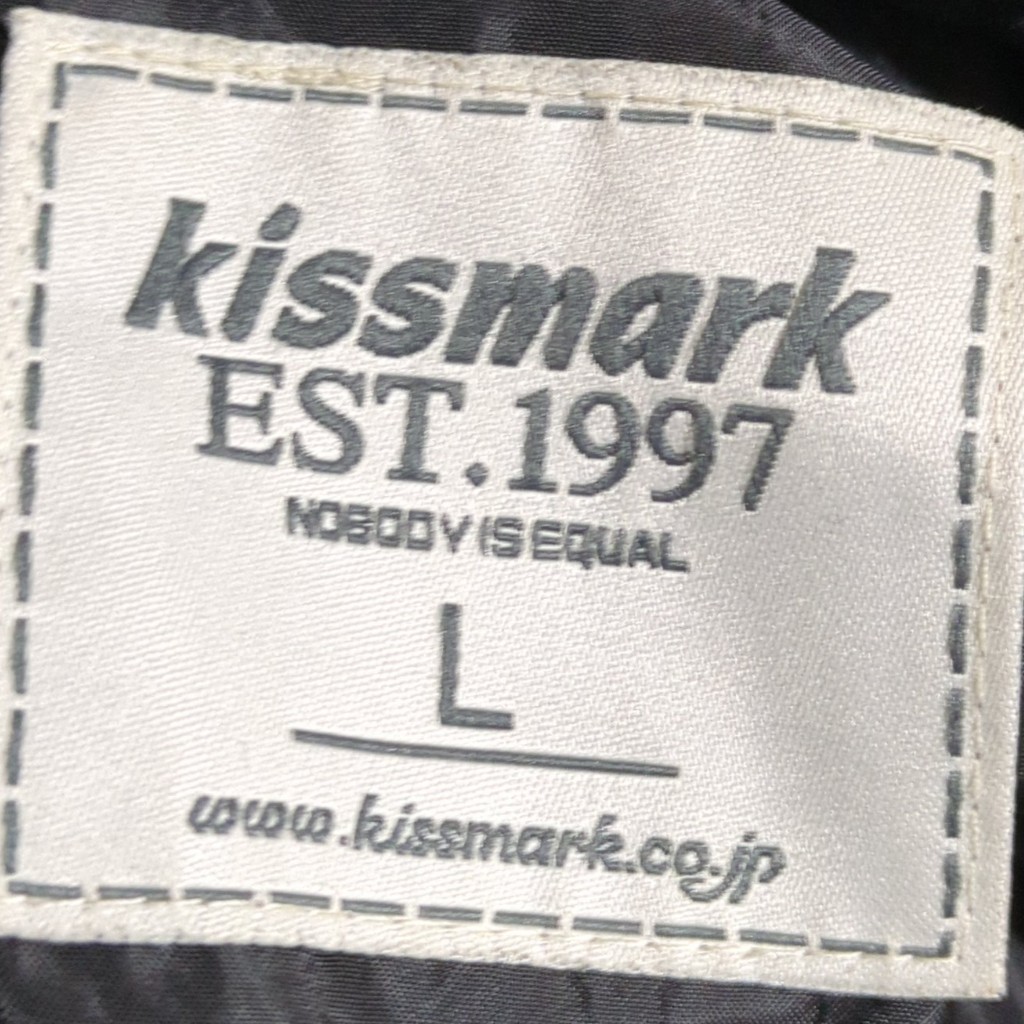 kissmark
EST.1997
NOBODY IS EQUAL
L
www.kissmark.co.jp